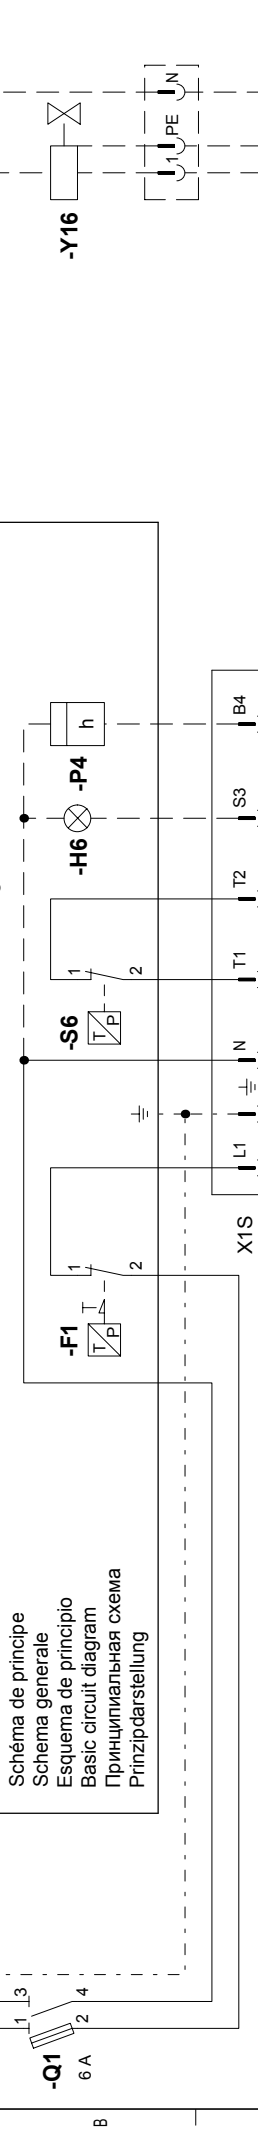 N
PE
1
-Y16
h
-P4
-H6
B4
S3
T2
T1
N
L1
X1S
1
2
-S6
T
P
1
2
-F1
T
P
Schéma de principe
Schema generale
Esquema de principio
Basic circuit diagram
Принципиальная схема
Prinzipdarstellung
3
4
1
2
-Q1
6 A
B